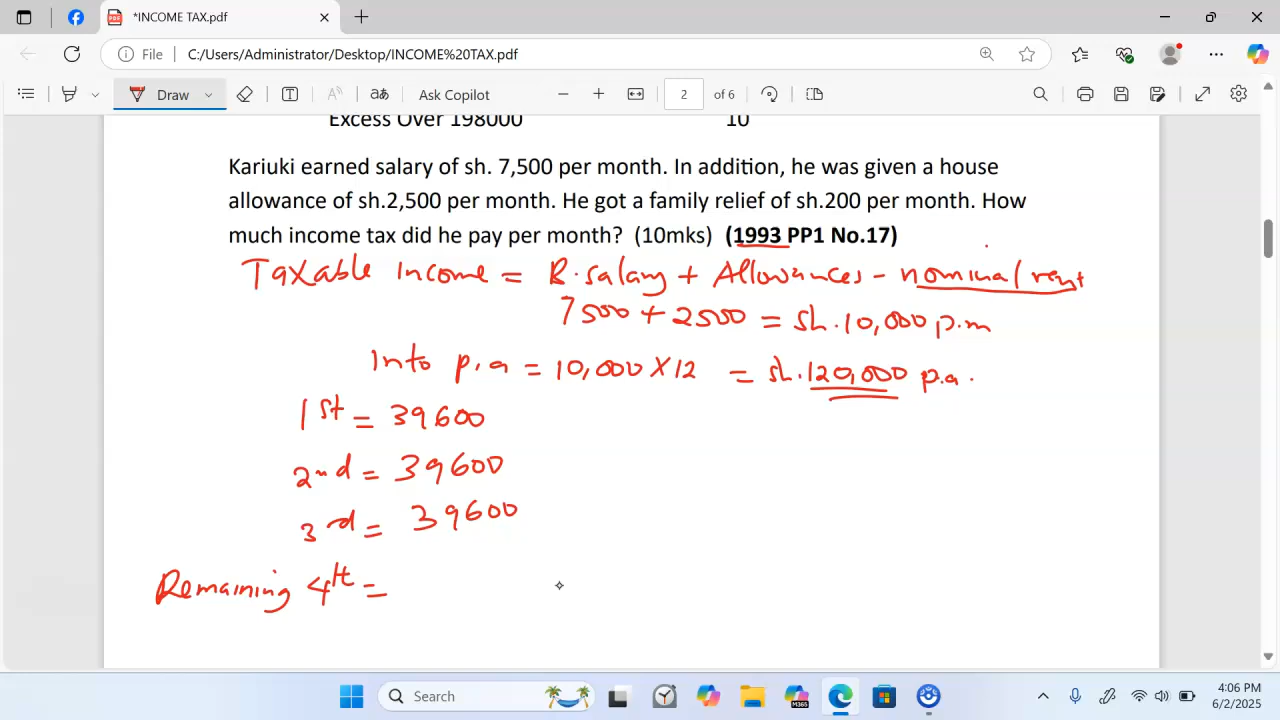 *INCOME TAX.pdf
File C:/Users/Administrator/Desktop/INCOME%20TAX.pdf
Draw Ask Copilot 2 of 6
Excess Over 198000 10
Kariuki earned salary of sh. 7,500 per month. In addition, he was given a house
allowance of sh.2,500 per month. He got a family relief of sh.200 per month. How
much income tax did he pay per month? (10mks) (1993 PP1 No.17)
Taxable Income = B.salary + Allowances - nominal rent
7500 + 2500 = sh.10,000 p.m
Into p.a = 10,000 X 12 = sh.120,000 p.a.
1st = 39600
2nd = 39600
3rd = 39600
Remaining 4th =
Search
4:06 PM
6/2/2025